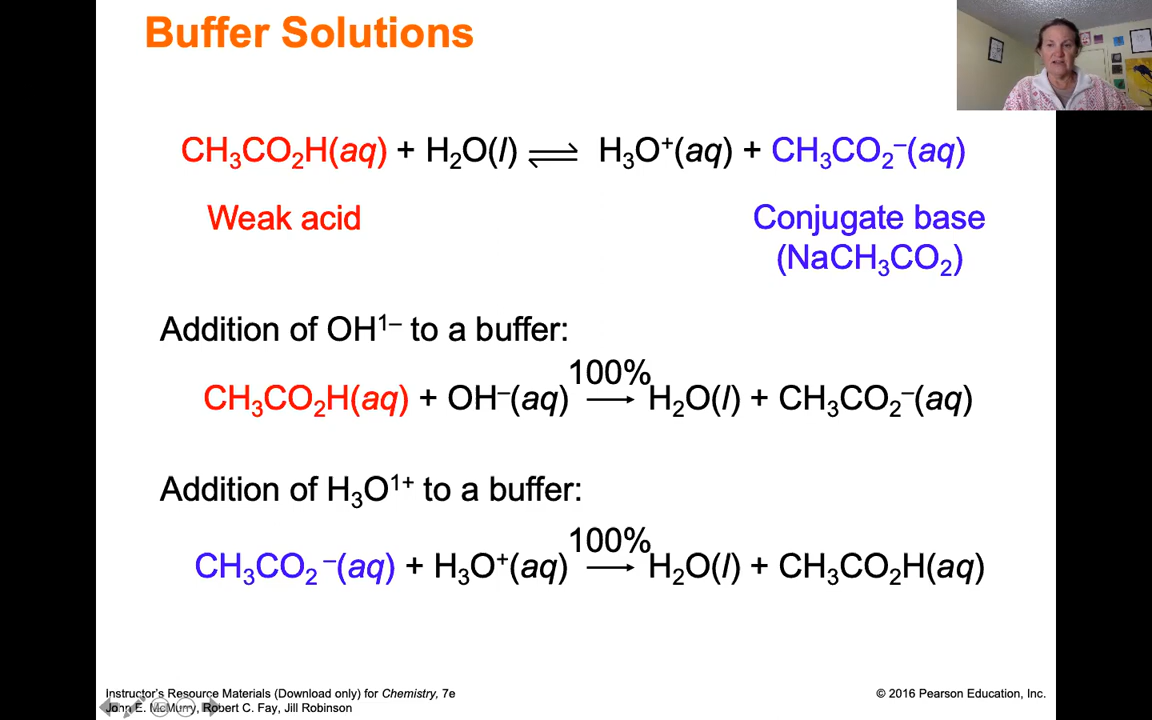 Buffer Solutions
CH₃CO₂H(aq) + H₂O(l) ⇌ H₃O⁺(aq) + CH₃CO₂⁻(aq)
Weak acid
Conjugate base
(NaCH₃CO₂)
Addition of OH¹⁻ to a buffer:
100%
CH₃CO₂H(aq) + OH⁻(aq) ⟶ H₂O(l) + CH₃CO₂⁻(aq)
Addition of H₃O¹⁺ to a buffer:
100%
CH₃CO₂⁻(aq) + H₃O⁺(aq) ⟶ H₂O(l) + CH₃CO₂H(aq)
Instructor's Resource Materials (Download only) for Chemistry, 7e
John E. McMurry, Robert C. Fay, Jill Robinson
© 2016 Pearson Education, Inc.